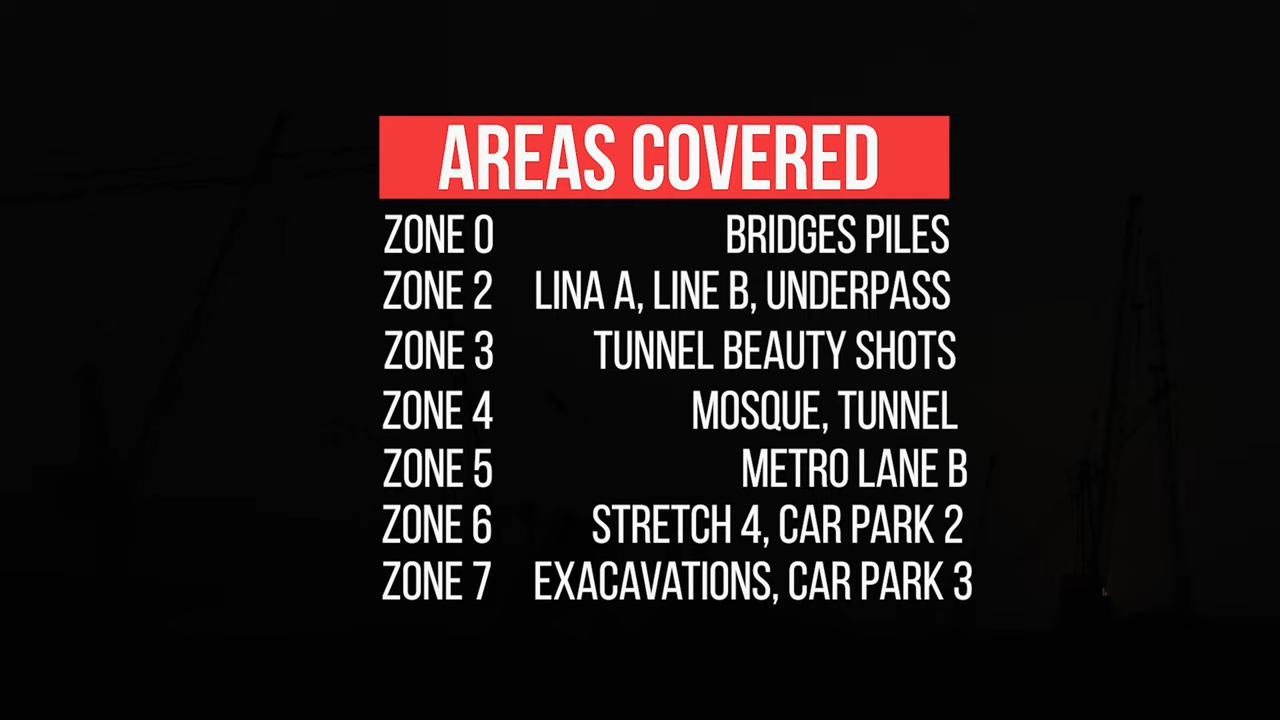 AREAS COVERED
ZONE 0 BRIDGES PILES
ZONE 2 LINA A, LINE B, UNDERPASS
ZONE 3 TUNNEL BEAUTY SHOTS
ZONE 4 MOSQUE, TUNNEL
ZONE 5 METRO LANE B
ZONE 6 STRETCH 4, CAR PARK 2
ZONE 7 EXACAVATIONS, CAR PARK 3